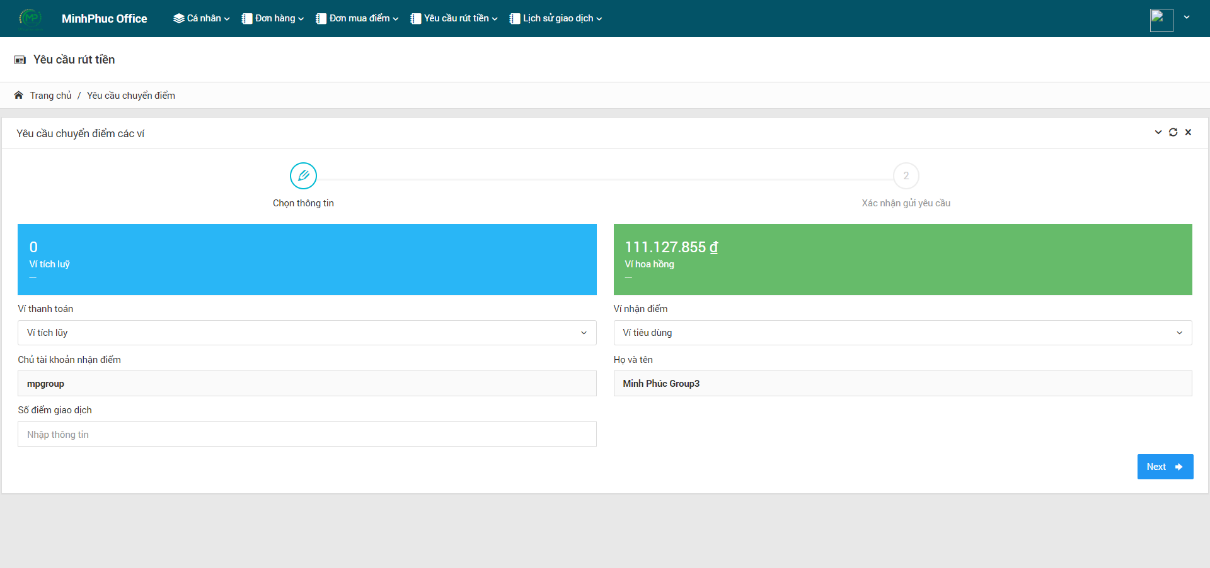 MP
MinhPhuc Office
Cá nhân
Đơn hàng
Đơn mua điểm
Yêu cầu rút tiền
Lịch sử giao dịch
Yêu cầu rút tiền
Trang chủ / Yêu cầu chuyển điểm
Yêu cầu chuyển điểm các ví
2
Chọn thông tin
Xác nhận gửi yêu cầu
0
Ví tích luỹ
—
111.127.855 ₫
Ví hoa hồng
—
Ví thanh toán
Ví nhận điểm
Ví tích lũy
Ví tiêu dùng
Chủ tài khoản nhận điểm
Họ và tên
mpgroup
Minh Phúc Group3
Số điểm giao dịch
Nhập thông tin
Next